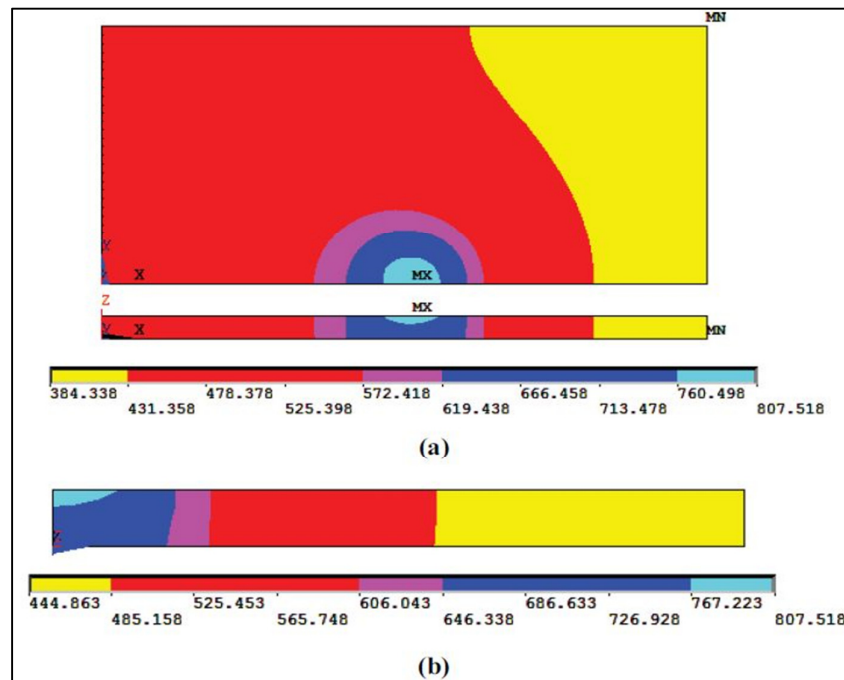 MN
Y
X MX
Z MX
Y X MN
384.338 478.378 572.418 666.458 760.498
431.358 525.398 619.438 713.478 807.518
(a)
Z
444.863 525.453 606.043 686.633 767.223
485.158 565.748 646.338 726.928 807.518
(b)